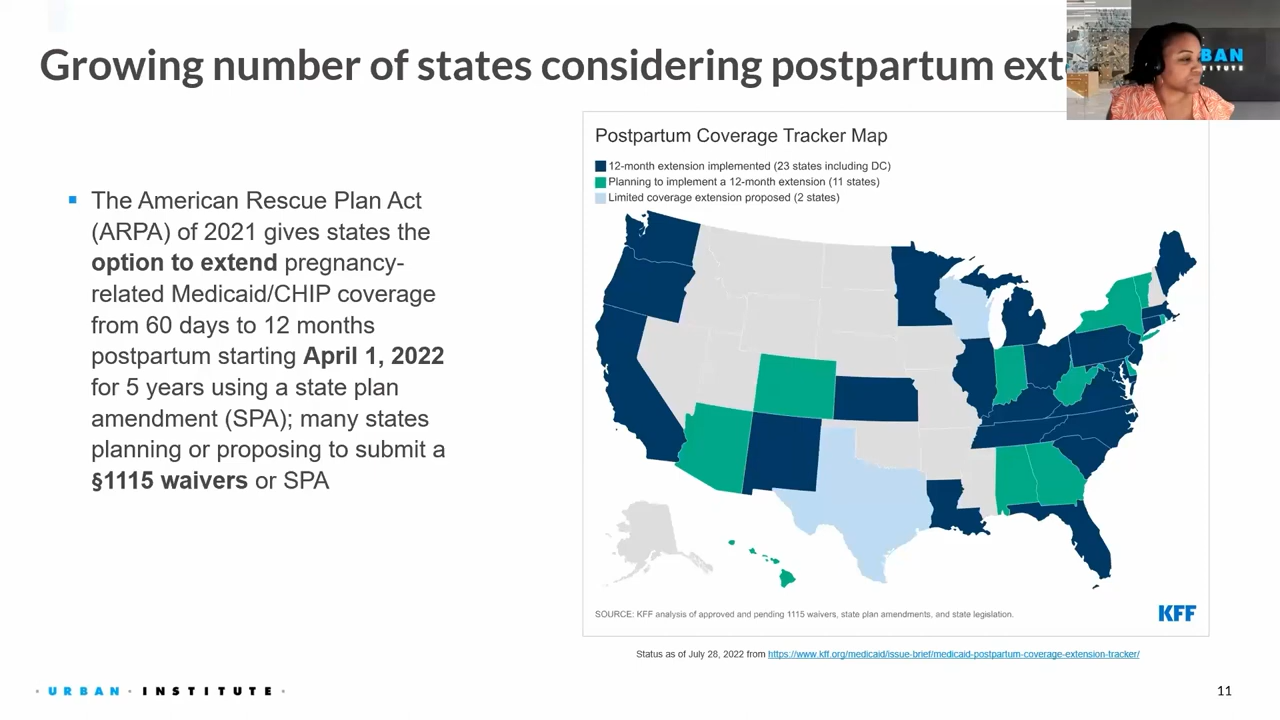 Growing number of states considering postpartum ext
BAN
INSTITUTE
Postpartum Coverage Tracker Map
12-month extension implemented (23 states including DC)
Planning to implement a 12-month extension (11 states)
Limited coverage extension proposed (2 states)
▪ The American Rescue Plan Act
(ARPA) of 2021 gives states the
option to extend pregnancy-
related Medicaid/CHIP coverage
from 60 days to 12 months
postpartum starting April 1, 2022
for 5 years using a state plan
amendment (SPA); many states
planning or proposing to submit a
§1115 waivers or SPA
SOURCE: KFF analysis of approved and pending 1115 waivers, state plan amendments, and state legislation.
KFF
Status as of July 28, 2022 from https://www.kff.org/medicaid/issue-brief/medicaid-postpartum-coverage-extension-tracker/
· URBAN · INSTITUTE ·
11